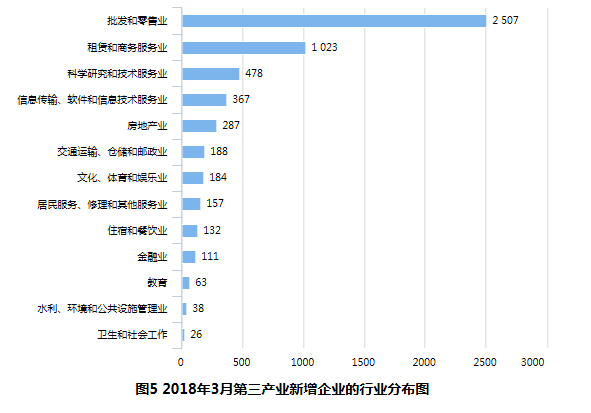 批发和零售业 2 507
租赁和商务服务业 1 023
科学研究和技术服务业 478
信息传输、软件和信息技术服务业 367
房地产业 287
交通运输、仓储和邮政业 188
文化、体育和娱乐业 184
居民服务、修理和其他服务业 157
住宿和餐饮业 132
金融业 111
教育 63
水利、环境和公共设施管理业 38
卫生和社会工作 26
0 500 1000 1500 2000 2500 3000
图5 2018年3月第三产业新增企业的行业分布图